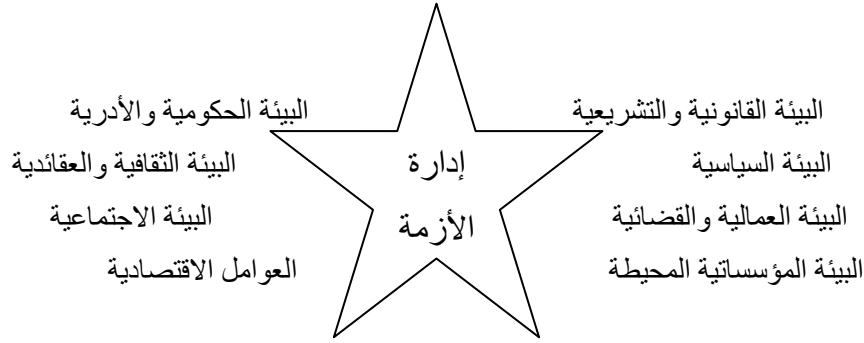 البيئة القانونية والتشريعية
البيئة السياسية
البيئة العمالية والقضائية
البيئة المؤسساتية المحيطة
إدارة
الأزمة
البيئة الحكومية والأدرية
البيئة الثقافية والعقائدية
البيئة الاجتماعية
العوامل الاقتصادية